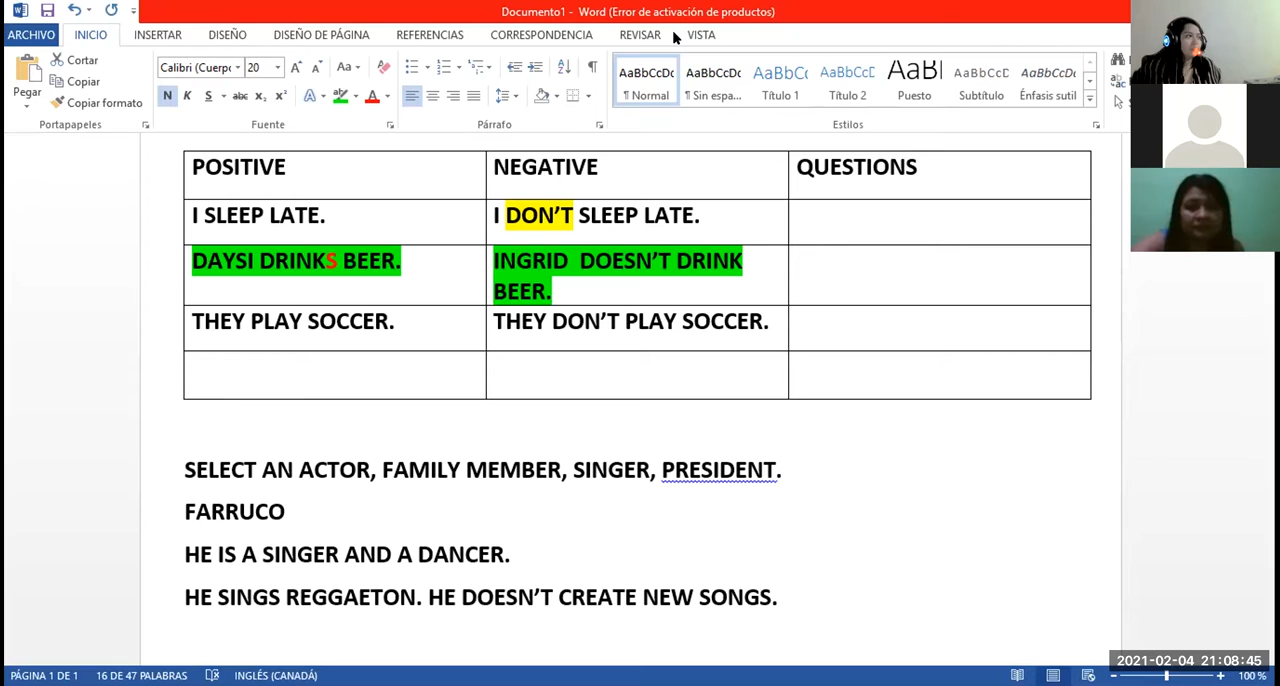 Documento1 - Word (Error de activación de productos)
ARCHIVO INICIO INSERTAR DISEÑO DISEÑO DE PÁGINA REFERENCIAS CORRESPONDENCIA REVISAR VISTA
Pegar
Cortar
Copiar
Copiar formato
Portapapeles
Calibri (Cuerpo 20
N K S abc x₂ x²
Fuente
Párrafo
AaBbCcDc AaBbCcDc AaBbCc AaBbCcC AaBl AaBbCcD AaBbCcDc
¶ Normal ¶ Sin espa... Título 1 Título 2 Puesto Subtítulo Énfasis sutil
Estilos
POSITIVE NEGATIVE QUESTIONS
I SLEEP LATE. I DON’T SLEEP LATE.
DAYSI DRINKS BEER. INGRID DOESN’T DRINK
BEER.
THEY PLAY SOCCER. THEY DON’T PLAY SOCCER.
SELECT AN ACTOR, FAMILY MEMBER, SINGER, PRESIDENT.
FARRUCO
HE IS A SINGER AND A DANCER.
HE SINGS REGGAETON. HE DOESN’T CREATE NEW SONGS.
PÁGINA 1 DE 1 16 DE 47 PALABRAS INGLÉS (CANADÁ) 100 %
2021-02-04 21:08:45